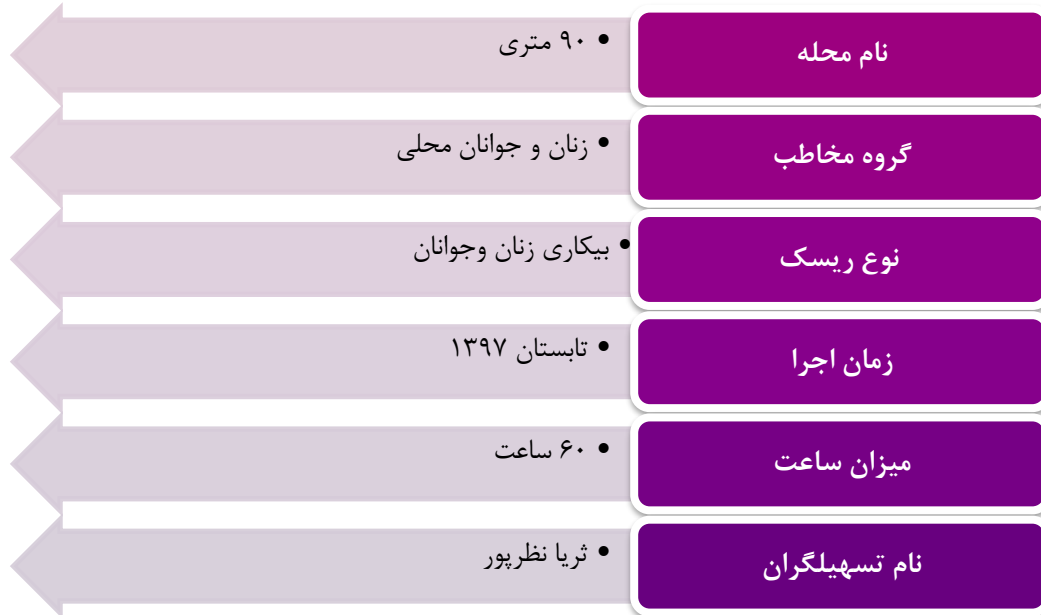 نام محله
• ۹۰ متری
گروه مخاطب
• زنان و جوانان محلی
نوع ریسک
• بیکاری زنان وجوانان
زمان اجرا
• تابستان ۱۳۹۷
میزان ساعت
• ۶۰ ساعت
نام تسهیلگران
• ثریا نظرپور